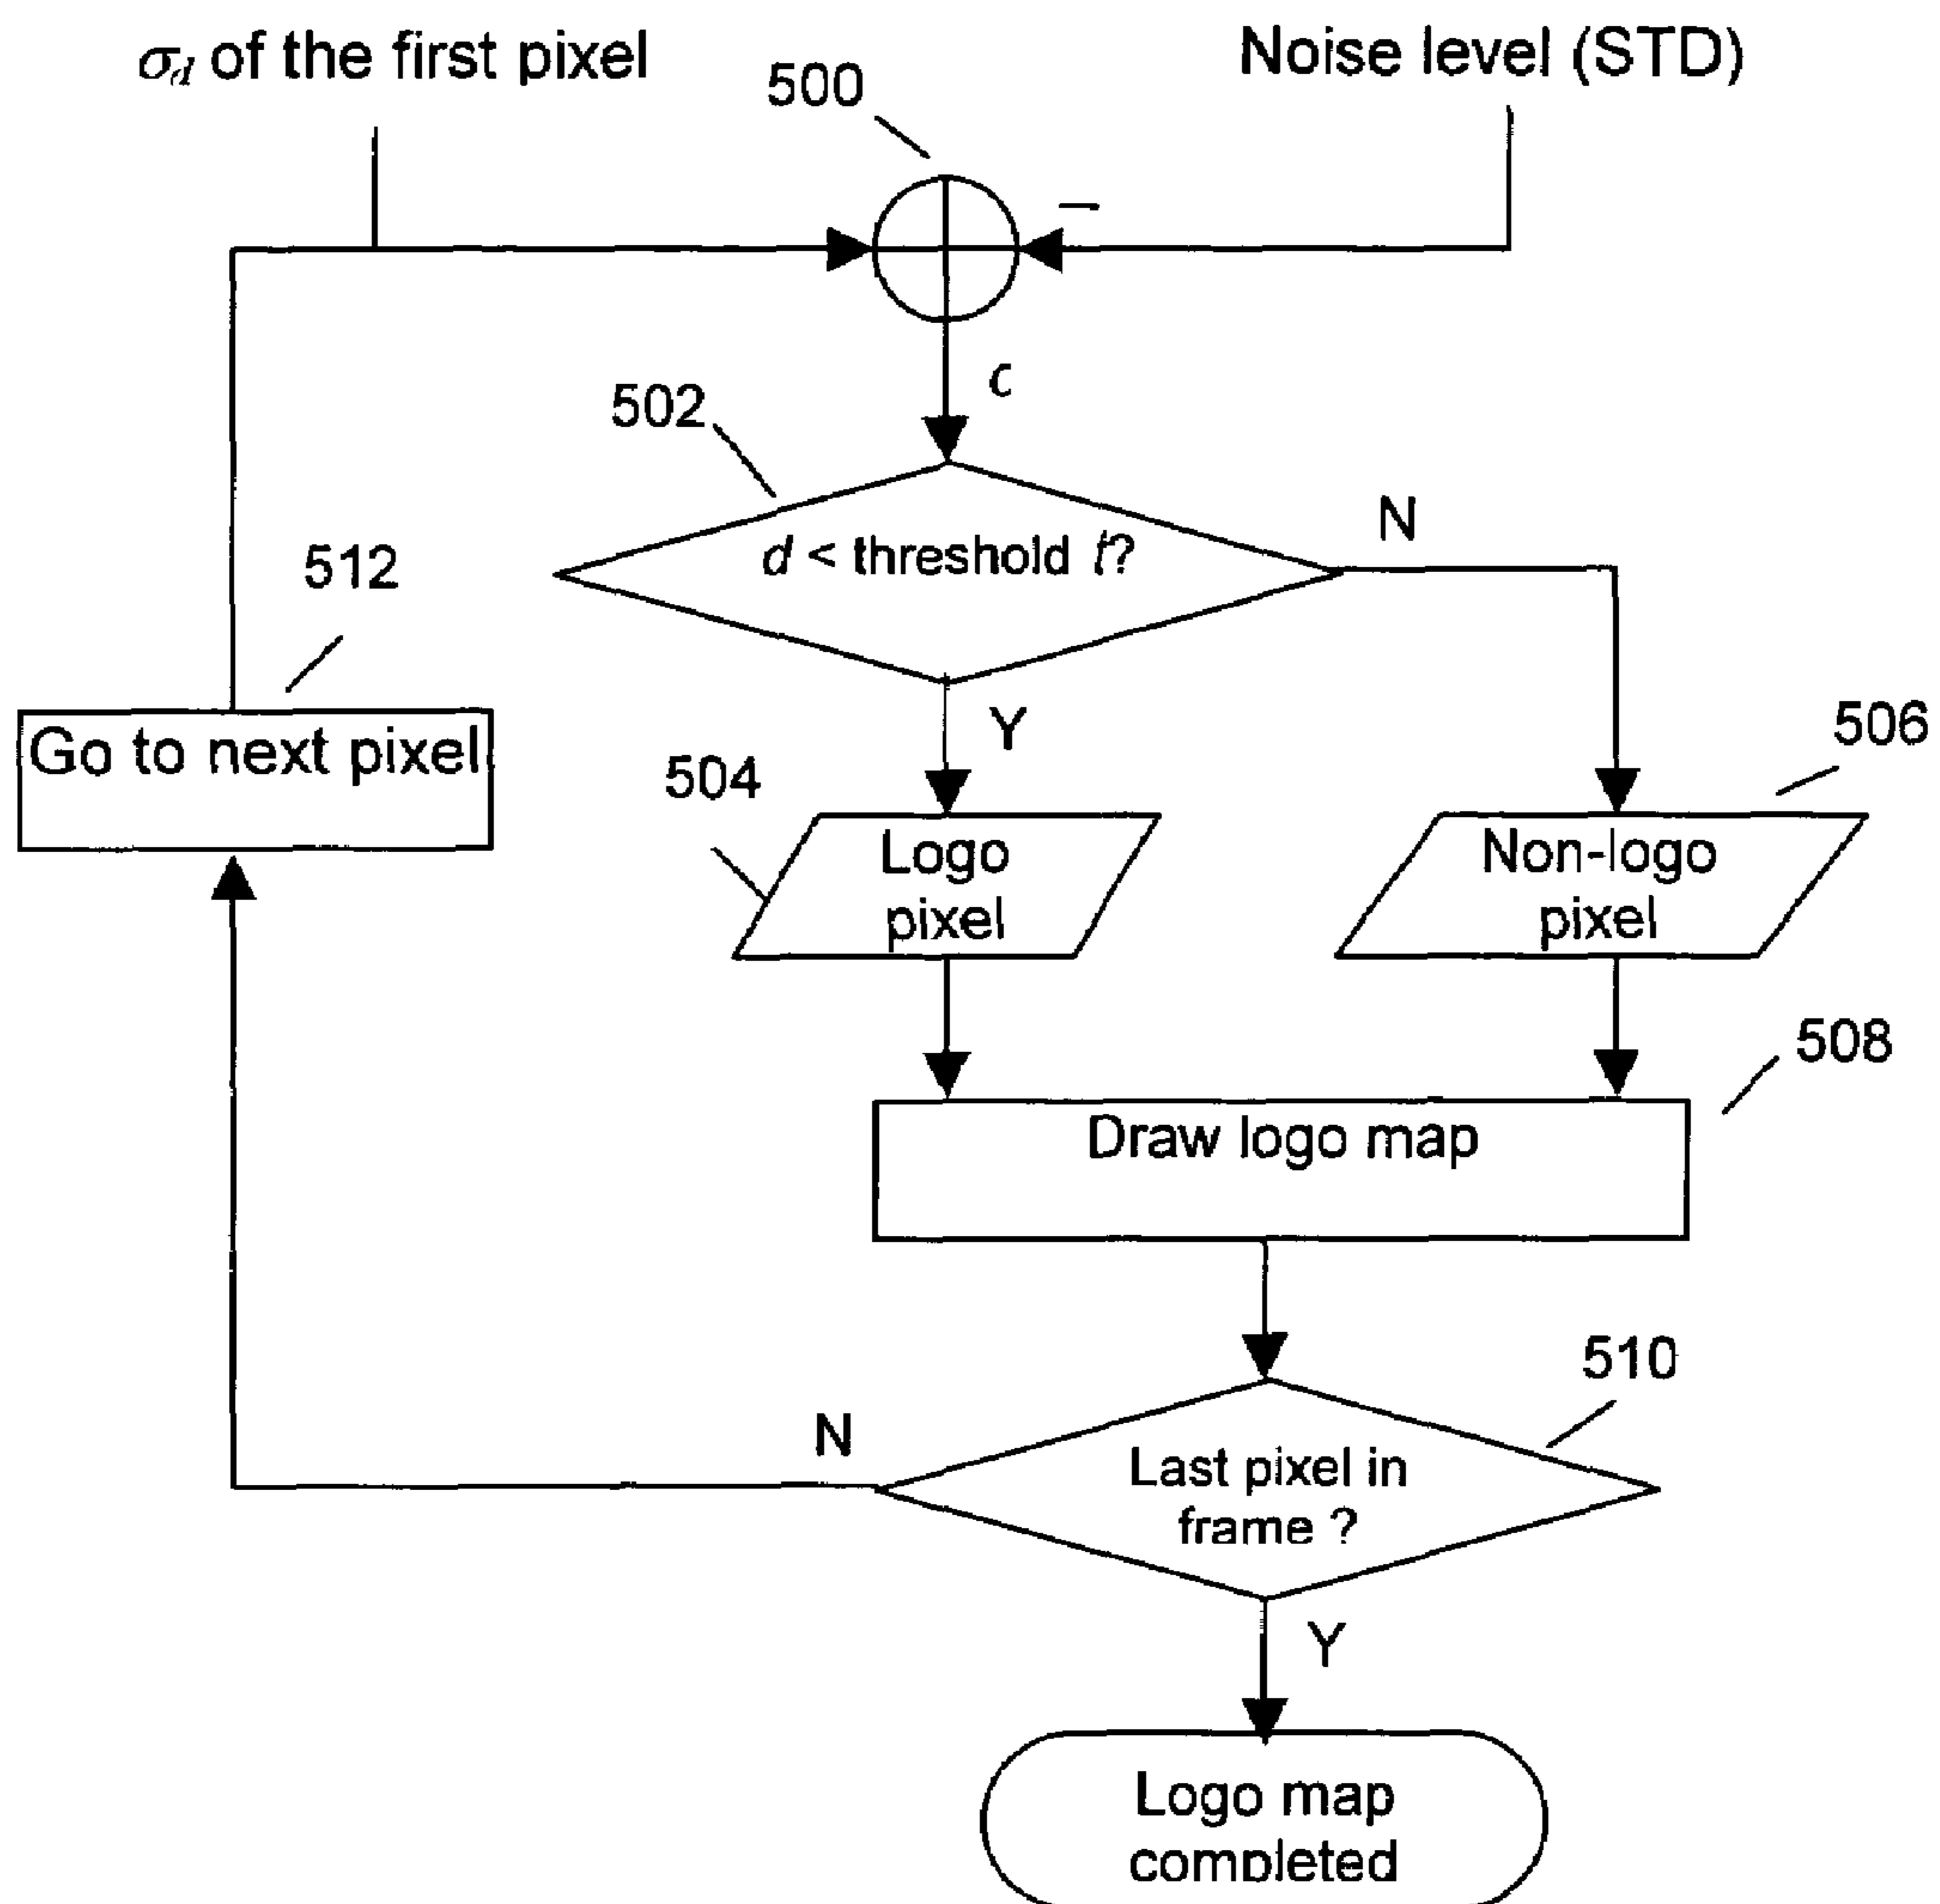 σd of the first pixel
Noise level (STD)
500
−
502
d < threshold t?
N
512
Y
Go to next pixel
504
506
Logo
pixel
Non-logo
pixel
508
Draw logo map
510
N
Last pixel in
frame ?
Y
Logo map
completed